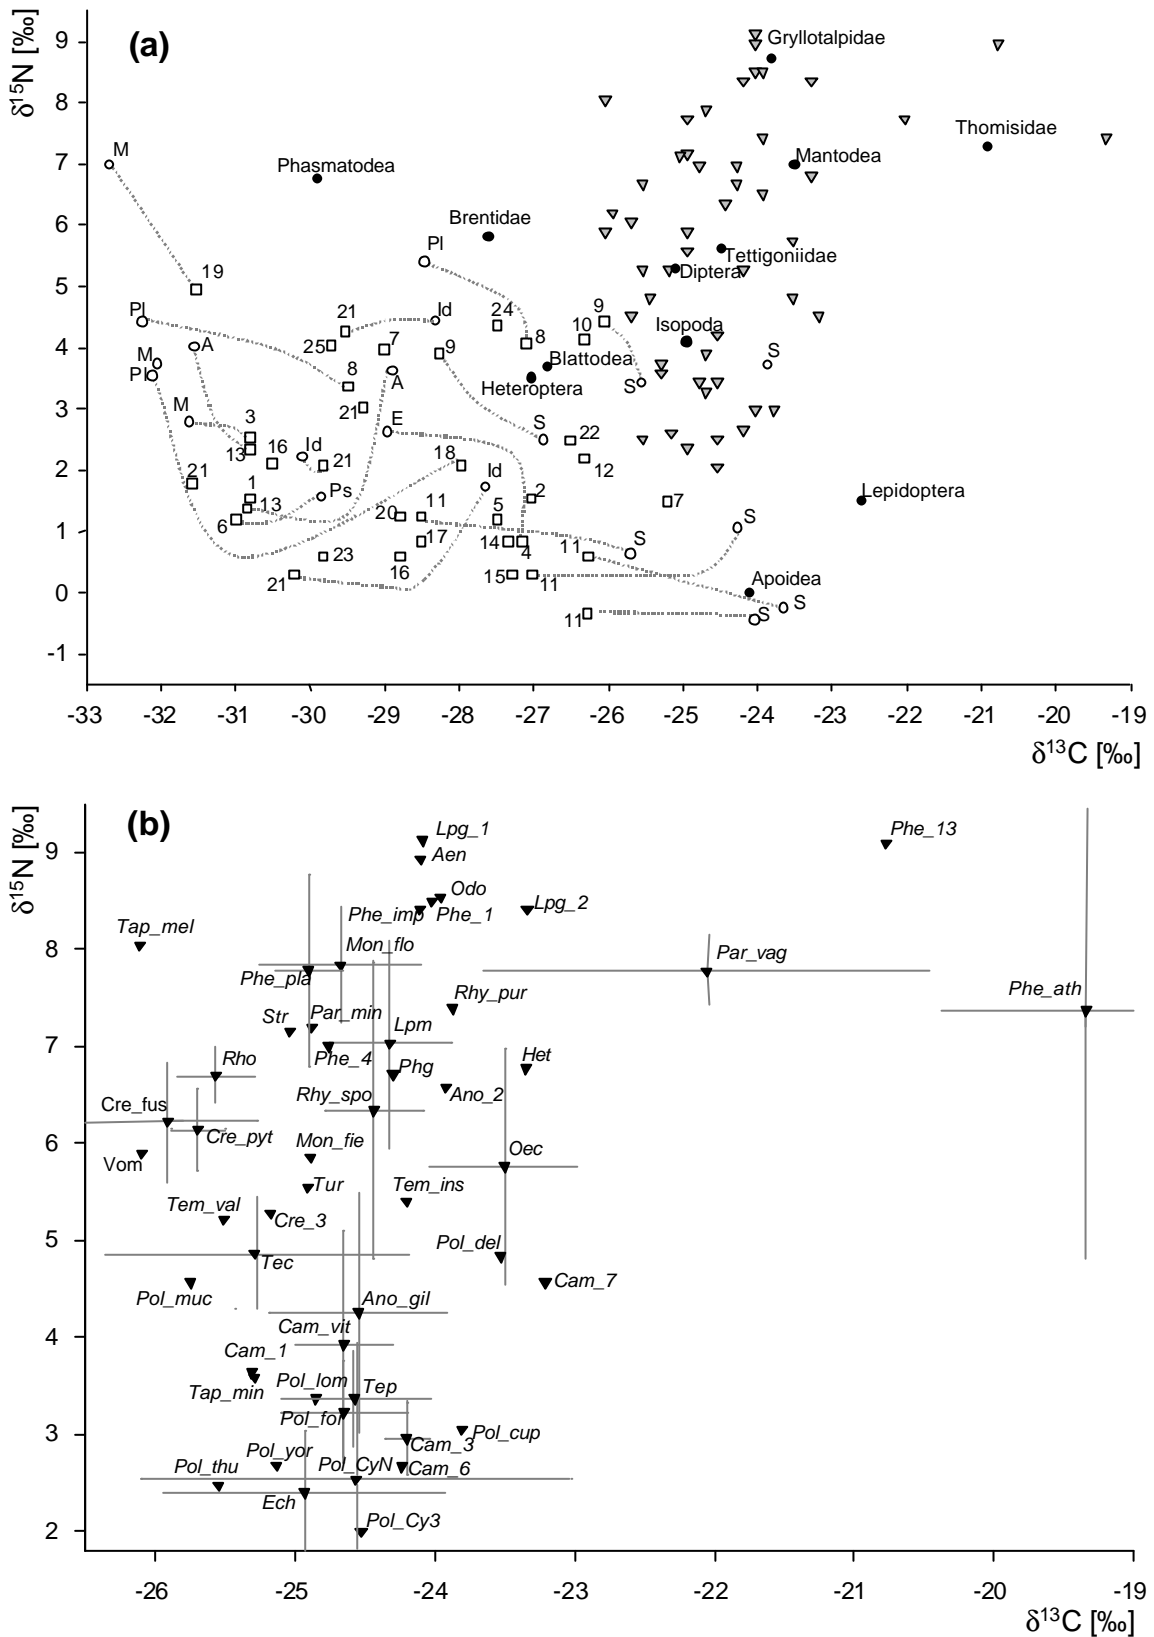 (a)
δ15N [‰]
9
8
7
6
5
4
3
2
1
0
-1
Gryllotalpidae
Thomisidae
M
Phasmatodea
Mantodea
Brentidae
Pl
Tettigoniidae
19
Diptera
Pl
21
Id
24
9
10
Isopoda
A
25
7
9
8
Blattodea
S
M
Pl
8
A
Heteroptera
S
M
3
21
E
S
22
13
16
Id
21
18
Id
12
21
1
13
Ps
11
2
7
Lepidoptera
6
20
5
S
17
14
4
11
S
23
16
21
15
11
Apoidea
S
11
S
-33 -32 -31 -30 -29 -28 -27 -26 -25 -24 -23 -22 -21 -20 -19
δ13C [‰]
(b)
δ15N [‰]
9
8
7
6
5
4
3
2
Lpg_1
Phe_13
Aen
Odo
Phe_imp
Phe_1
Lpg_2
Tap_mel
Mon_flo
Par_vag
Phe_pla
Rhy_pur
Phe_ath
Str
Par_min
Lpm
Rho
Phe_4
Phg
Het
Cre_fus
Rhy_spo
Ano_2
Cre_pyt
Mon_fie
Oec
Vom
Tur
Tem_ins
Tem_val
Cre_3
Pol_del
Tec
Cam_7
Pol_muc
Ano_gil
Cam_vit
Cam_1
Tap_min
Pol_lom
Tep
Pol_fol
Pol_cup
Cam_3
Pol_yor
Pol_thu
Pol_CyN
Cam_6
Ech
Pol_Cy3
-26 -25 -24 -23 -22 -21 -20 -19
δ13C [‰]